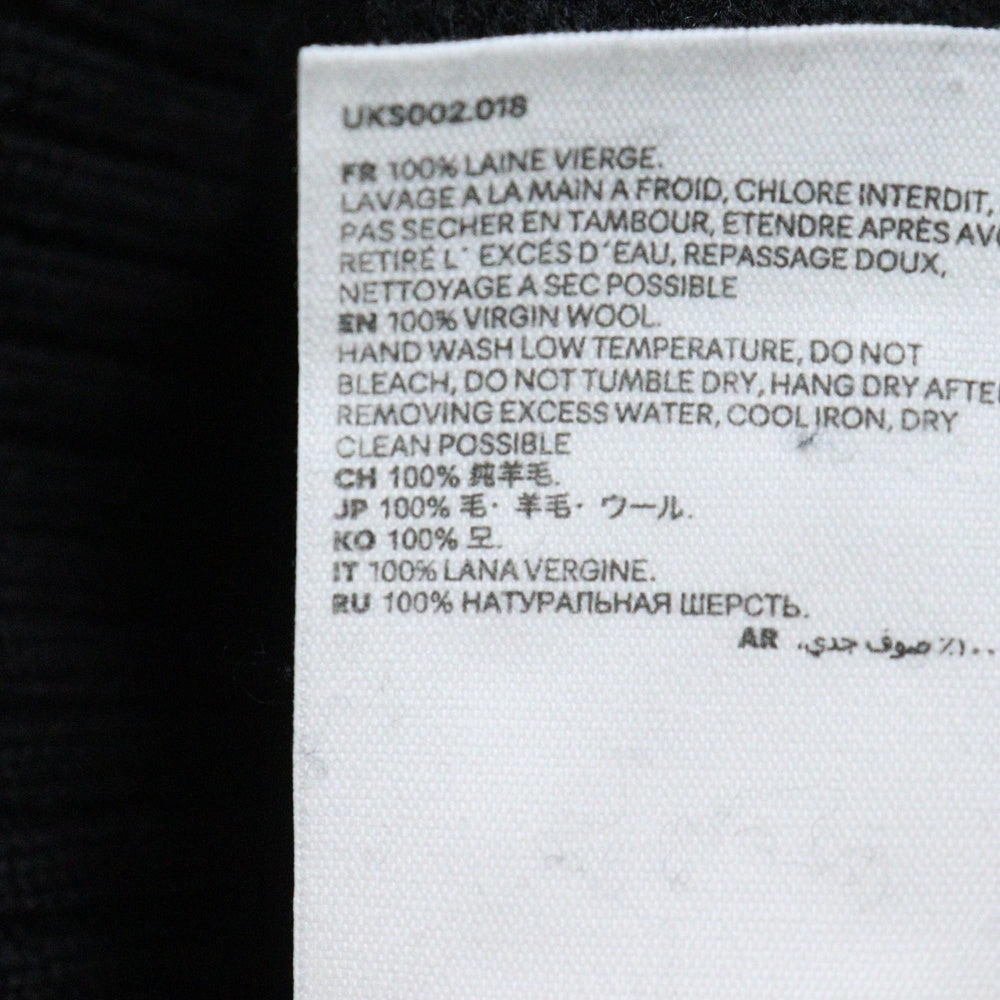 UKS002.018
FR 100% LAINE VIERGE.
LAVAGE A LA MAIN A FROID, CHLORE INTERDIT,
PAS SECHER EN TAMBOUR, ETENDRE APRÈS
RETIRÉ L´ EXCÉS D´EAU, REPASSAGE DOUX,
NETTOYAGE A SEC POSSIBLE
EN 100% VIRGIN WOOL.
HAND WASH LOW TEMPERATURE, DO NOT
BLEACH, DO NOT TUMBLE DRY, HANG DRY AFTE
REMOVING EXCESS WATER, COOL IRON, DRY
CLEAN POSSIBLE
CH 100% 纯羊毛.
JP 100% 毛· 羊毛· ウール.
KO 100% 모.
IT 100% LANA VERGINE.
RU 100% НАТУРАЛЬНАЯ ШЕРСТЬ.
AR ١٠٠٪ صوف جدي.